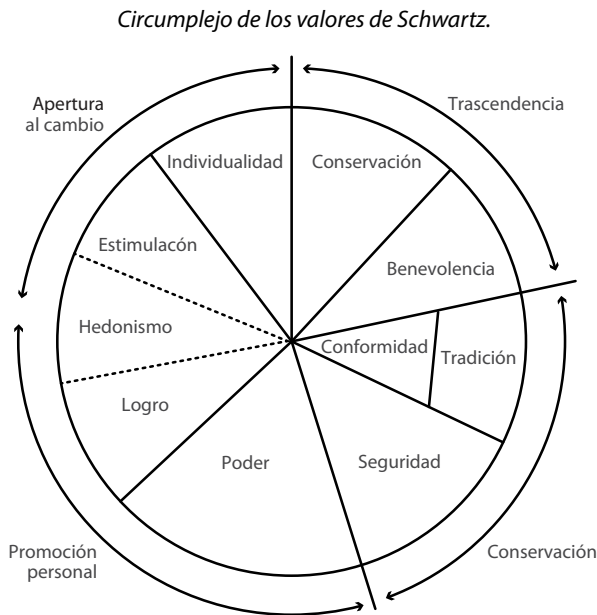 Circumplejo de los valores de Schwartz.
Apertura
al cambio
Trascendencia
Individualidad
Conservación
Estimulacón
Benevolencia
Hedonismo
Conformidad
Tradición
Logro
Poder
Seguridad
Promoción
personal
Conservación